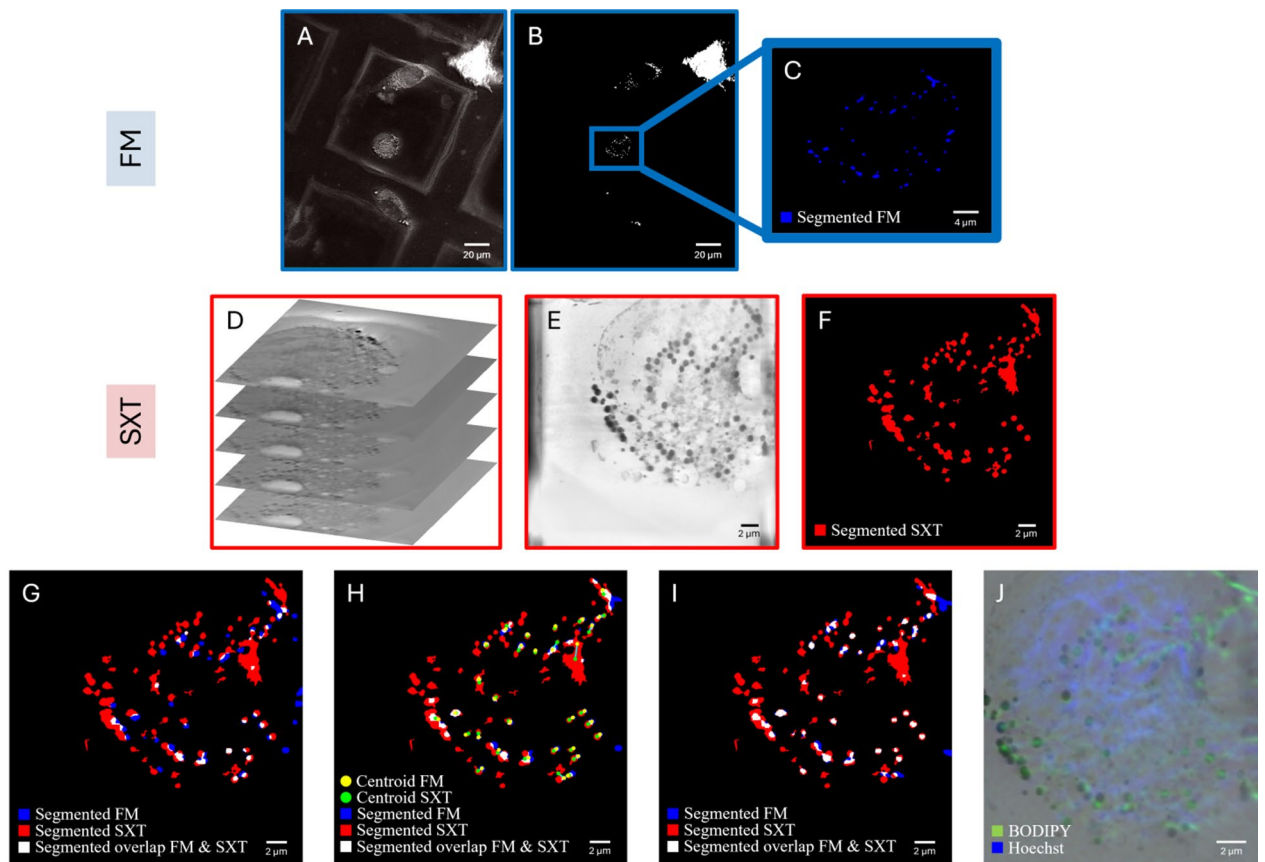 FM
A
20 µm
B
20 µm
C
Segmented FM
4 µm
SXT
D
E
2 µm
F
Segmented SXT
2 µm
G
Segmented FM
Segmented SXT
Segmented overlap FM & SXT
2 µm
H
Centroid FM
Centroid SXT
Segmented FM
Segmented SXT
Segmented overlap FM & SXT
2 µm
I
Segmented FM
Segmented SXT
Segmented overlap FM & SXT
2 µm
J
BODIPY
Hoechst
2 µm